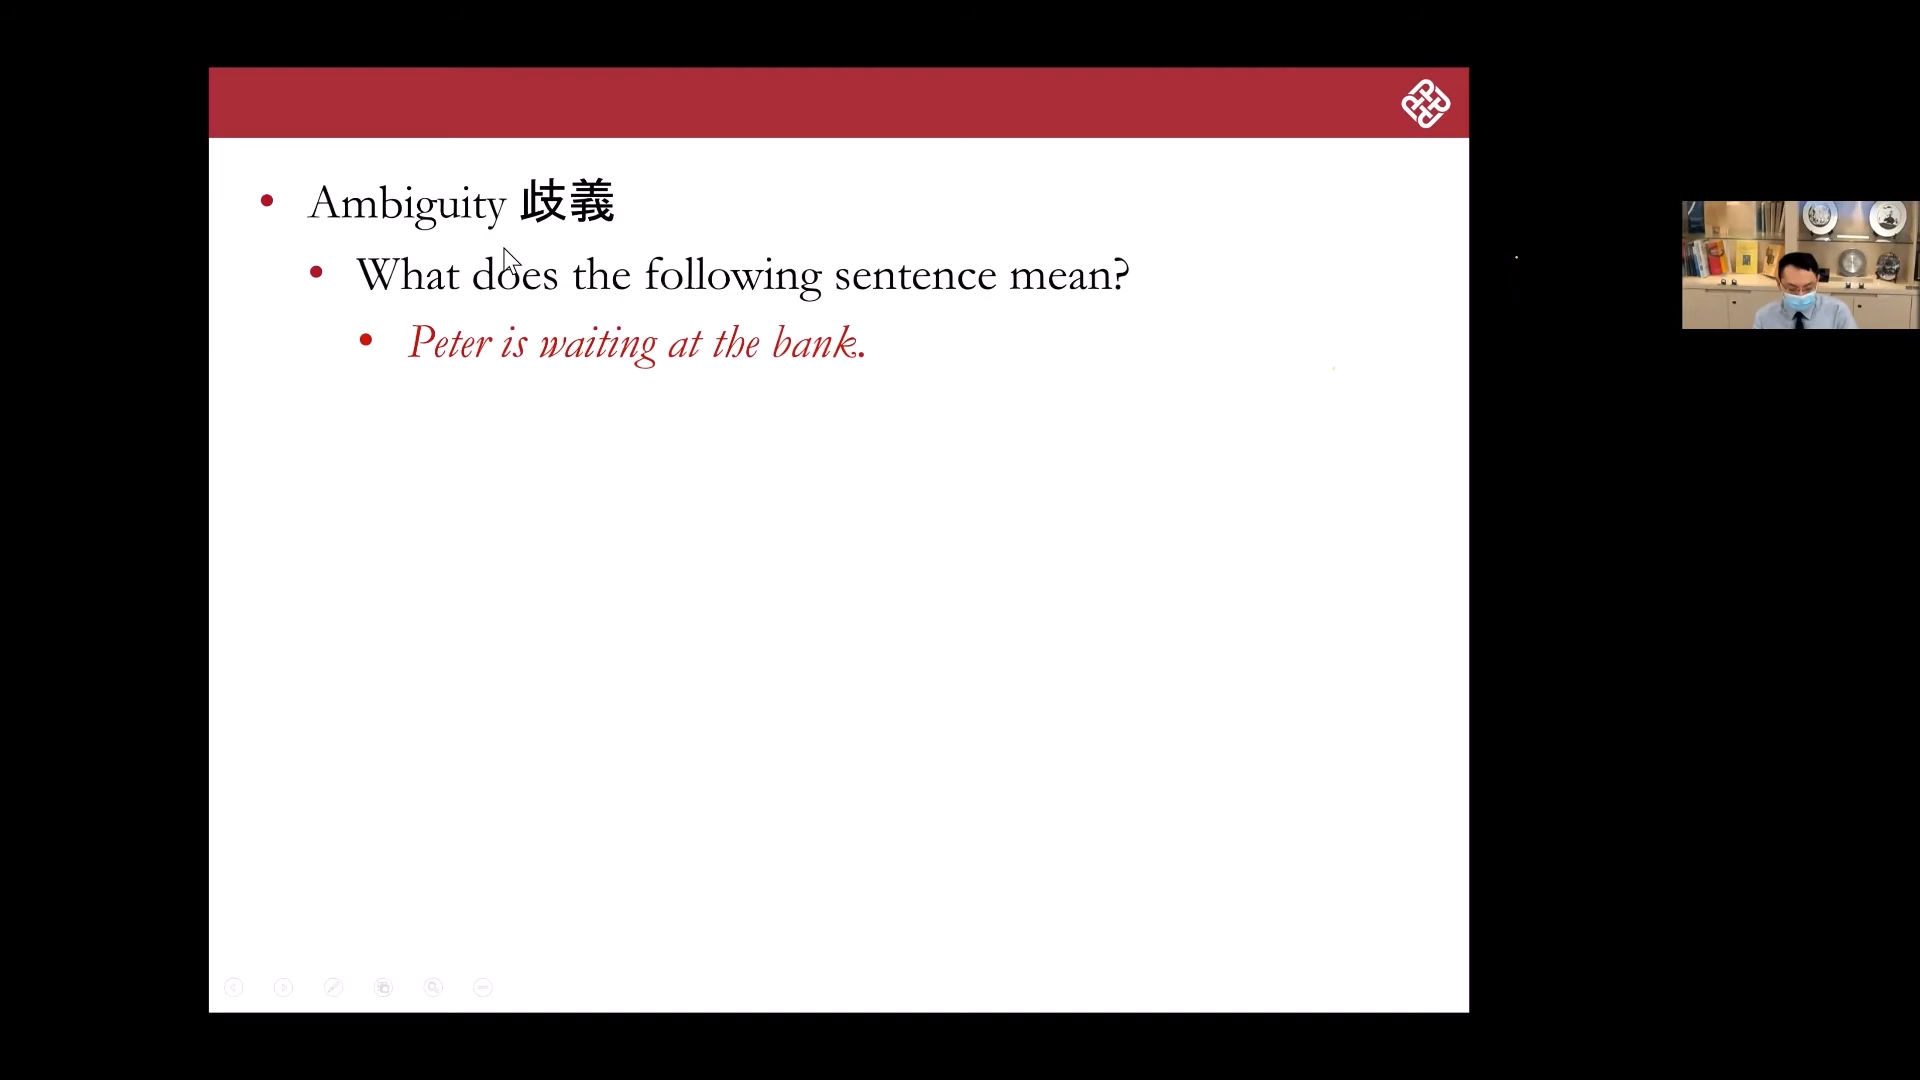 Ambiguity 歧義
What does the following sentence mean?
Peter is waiting at the bank.